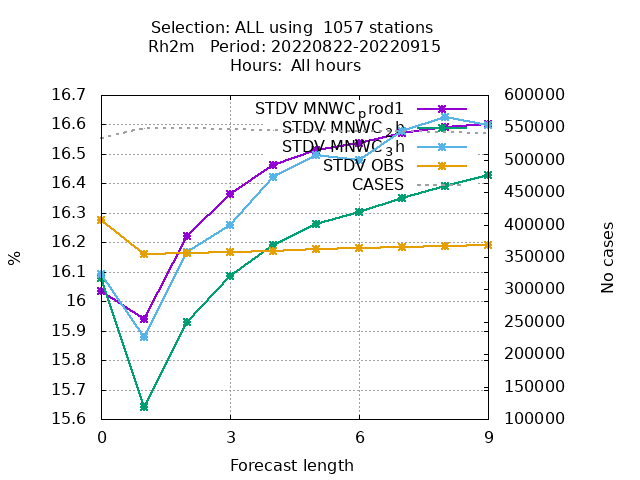 Selection: ALL using  1057 stations
Rh2m   Period: 20220822-20220915
Hours:  All hours
STDV MNWCprod1
STDV MNWC2h
STDV MNWC3h
STDV OBS
CASES
16.7
16.6
16.5
16.4
16.3
16.2
16.1
16
15.9
15.8
15.7
15.6
%
600000
550000
500000
450000
400000
350000
300000
250000
200000
150000
100000
No cases
0 3 6 9
Forecast length